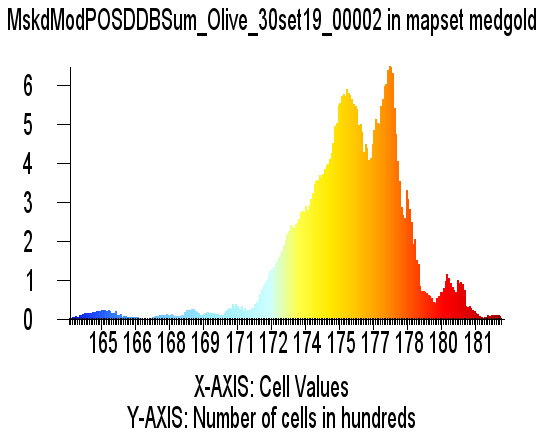 MskdModPOSDDBSum_Olive_30set19_00002 in mapset medgold
6
5
4
3
2
1
0
165 166 168 169 171 172 174 175 177 178 180 181
X-AXIS: Cell Values
Y-AXIS: Number of cells in hundreds